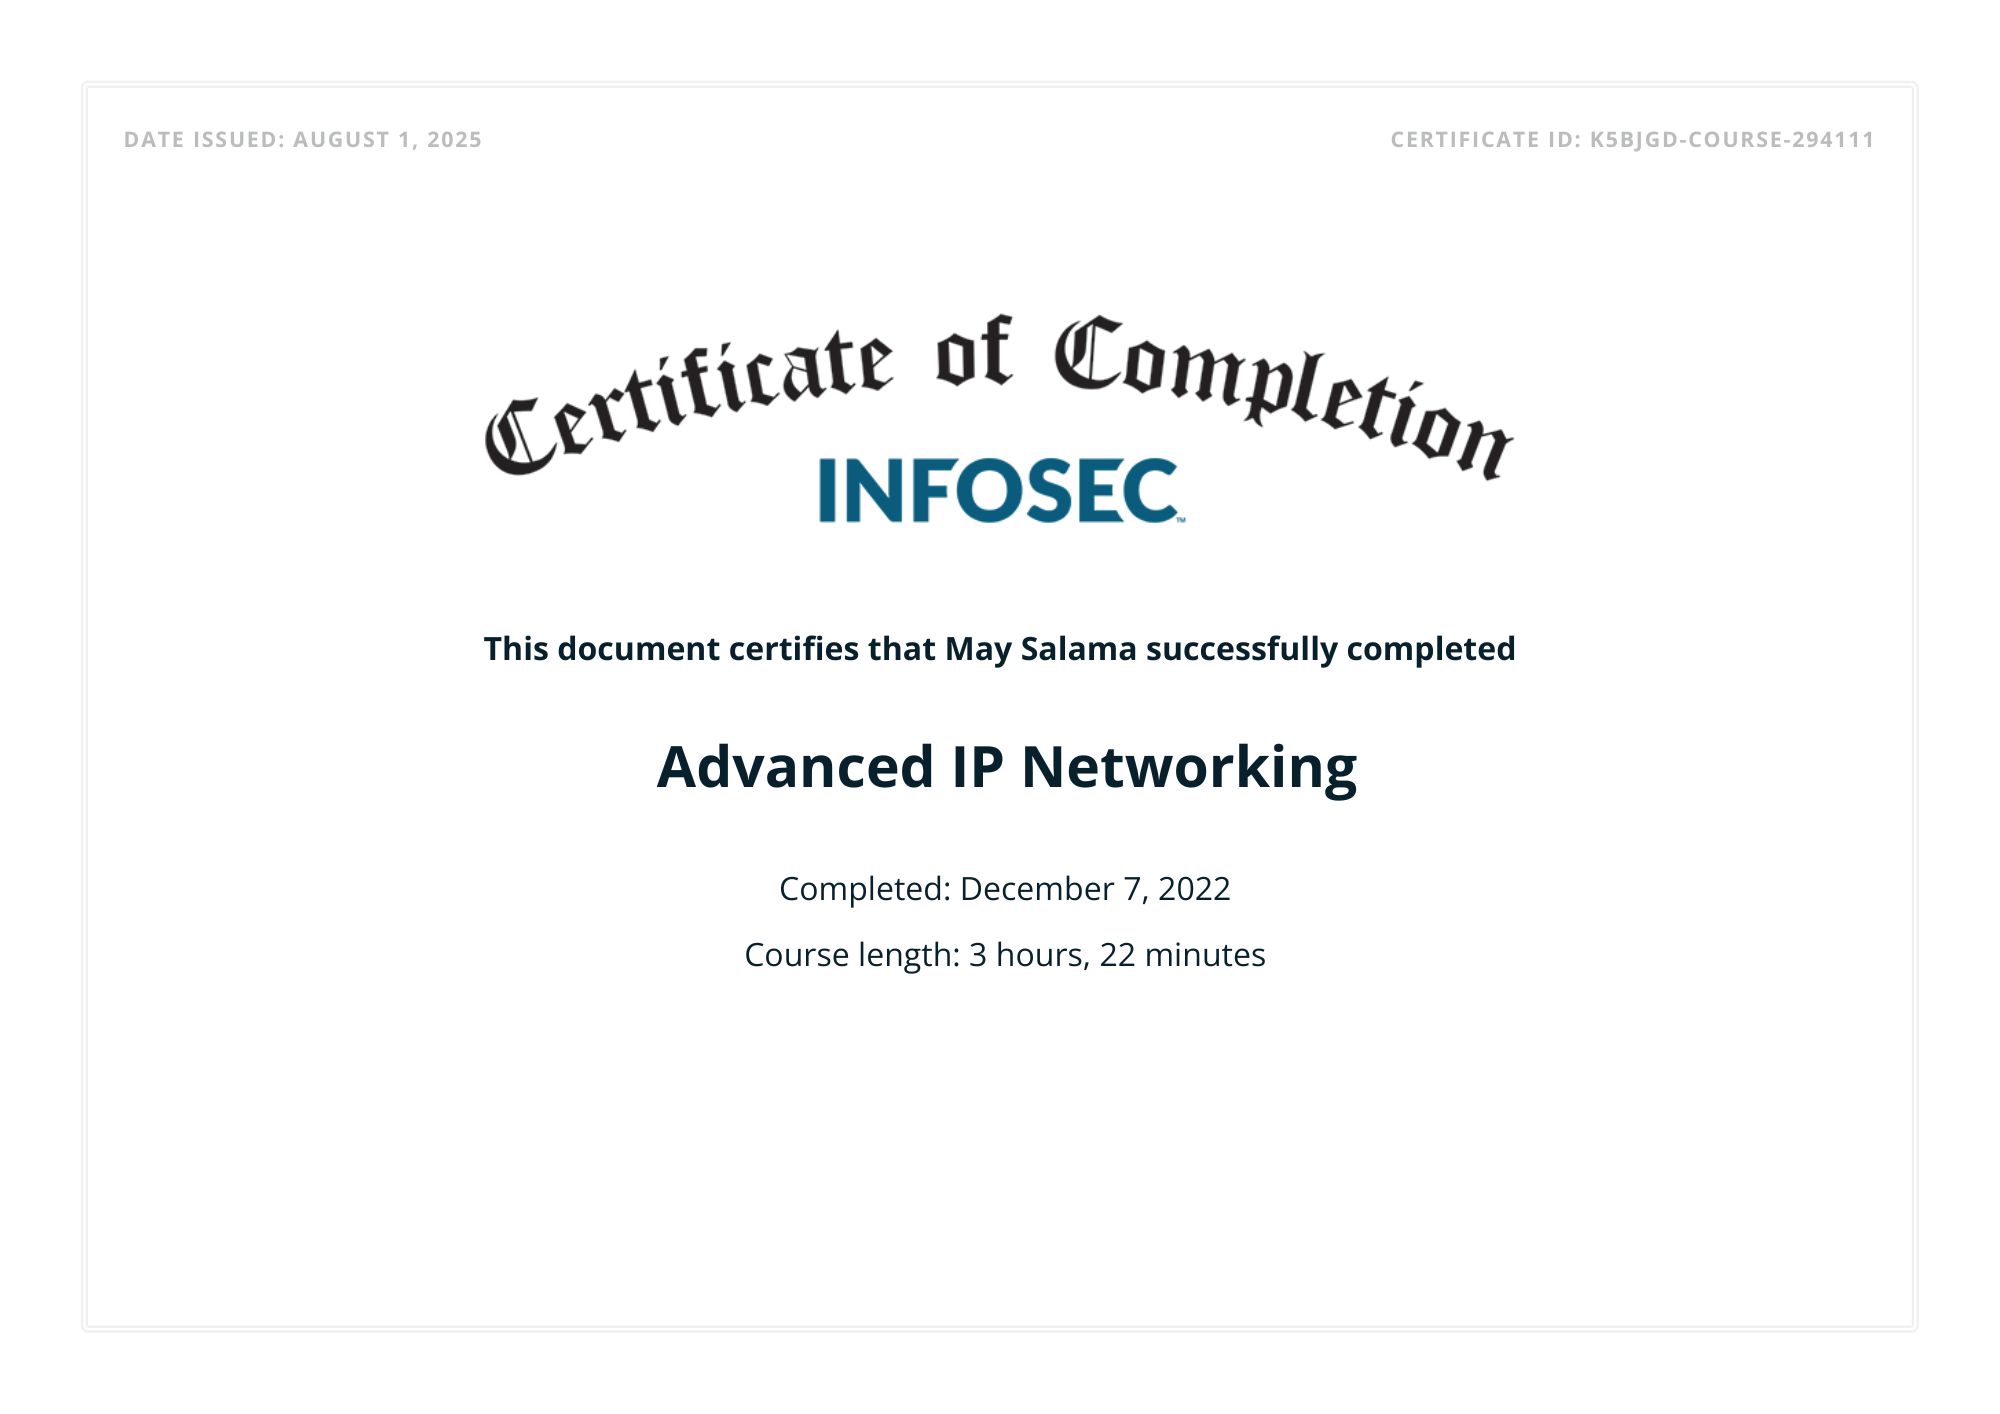 DATE ISSUED: AUGUST 1, 2025
CERTIFICATE ID: K5BJGD-COURSE-294111
Certificate of Completion
INFOSEC™
This document certifies that May Salama successfully completed
Advanced IP Networking
Completed: December 7, 2022
Course length: 3 hours, 22 minutes